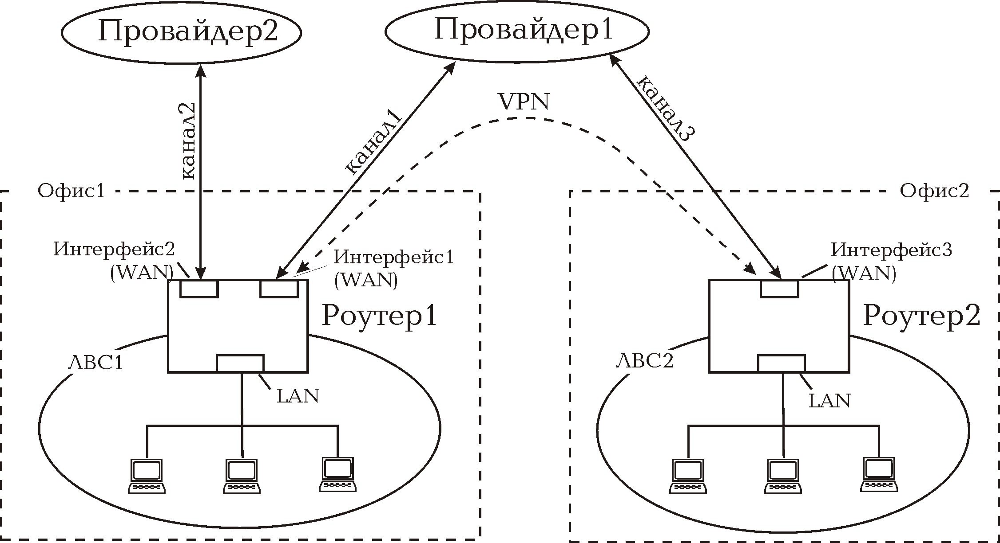 Провайдер2
Провайдер1
VPN
канал2
канал1
канал3
Офис1
Офис2
Интерфейс2
(WAN)
Интерфейс1
(WAN)
Интерфейс3
(WAN)
Роутер1
Роутер2
ЛВС1
ЛВС2
LAN
LAN